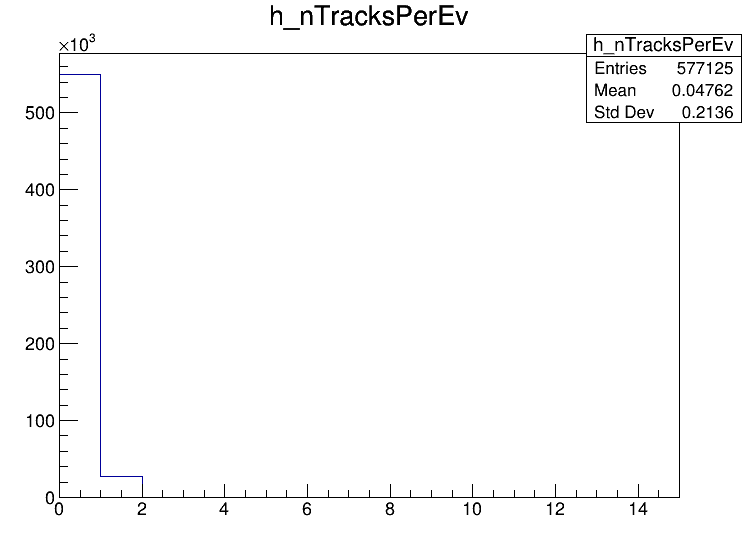 h_nTracksPerEv
×10³
h_nTracksPerEv
Entries 577125
Mean 0.04762
Std Dev 0.2136
500
400
300
200
100
0
0 2 4 6 8 10 12 14